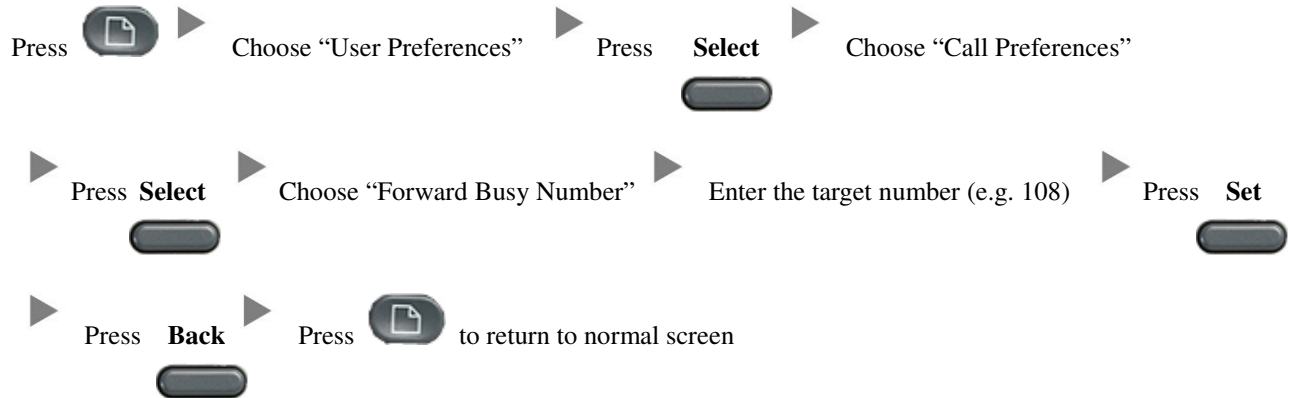 Press Choose “User Preferences” Press Select Choose “Call Preferences”
Press Select Choose “Forward Busy Number” Enter the target number (e.g. 108) Press Set
Press Back Press to return to normal screen